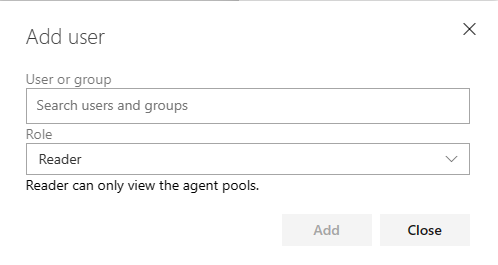 Add user
User or group
Search users and groups
Role
Reader
Reader can only view the agent pools.
Add
Close